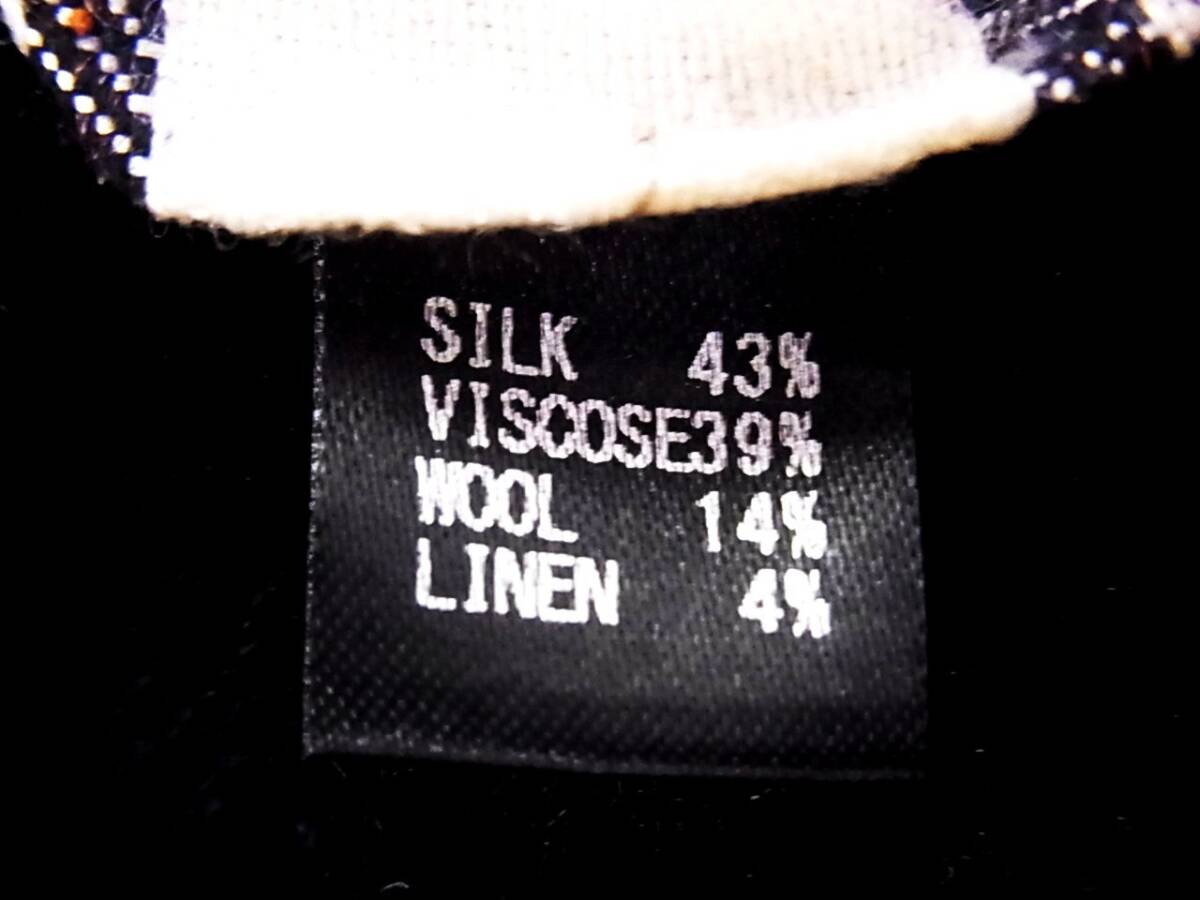 SILK 43%
VISCOSE39%
WOOL 14%
LINEN 4%